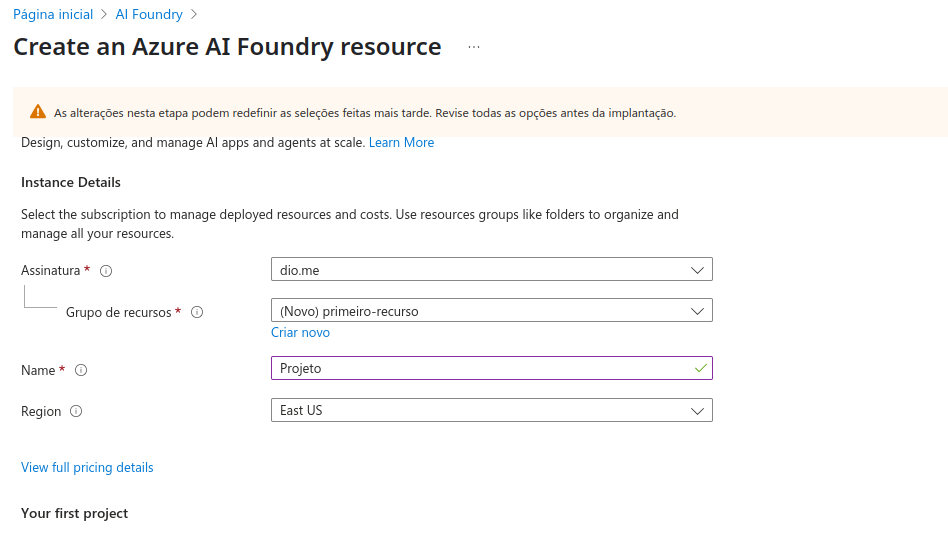 Página inicial > AI Foundry >
Create an Azure AI Foundry resource ...
As alterações nesta etapa podem redefinir as seleções feitas mais tarde. Revise todas as opções antes da implantação.
Design, customize, and manage AI apps and agents at scale. Learn More
Instance Details
Select the subscription to manage deployed resources and costs. Use resources groups like folders to organize and
manage all your resources.
Assinatura * dio.me
Grupo de recursos * (Novo) primeiro-recurso
Criar novo
Name * Projeto
Region East US
View full pricing details
Your first project